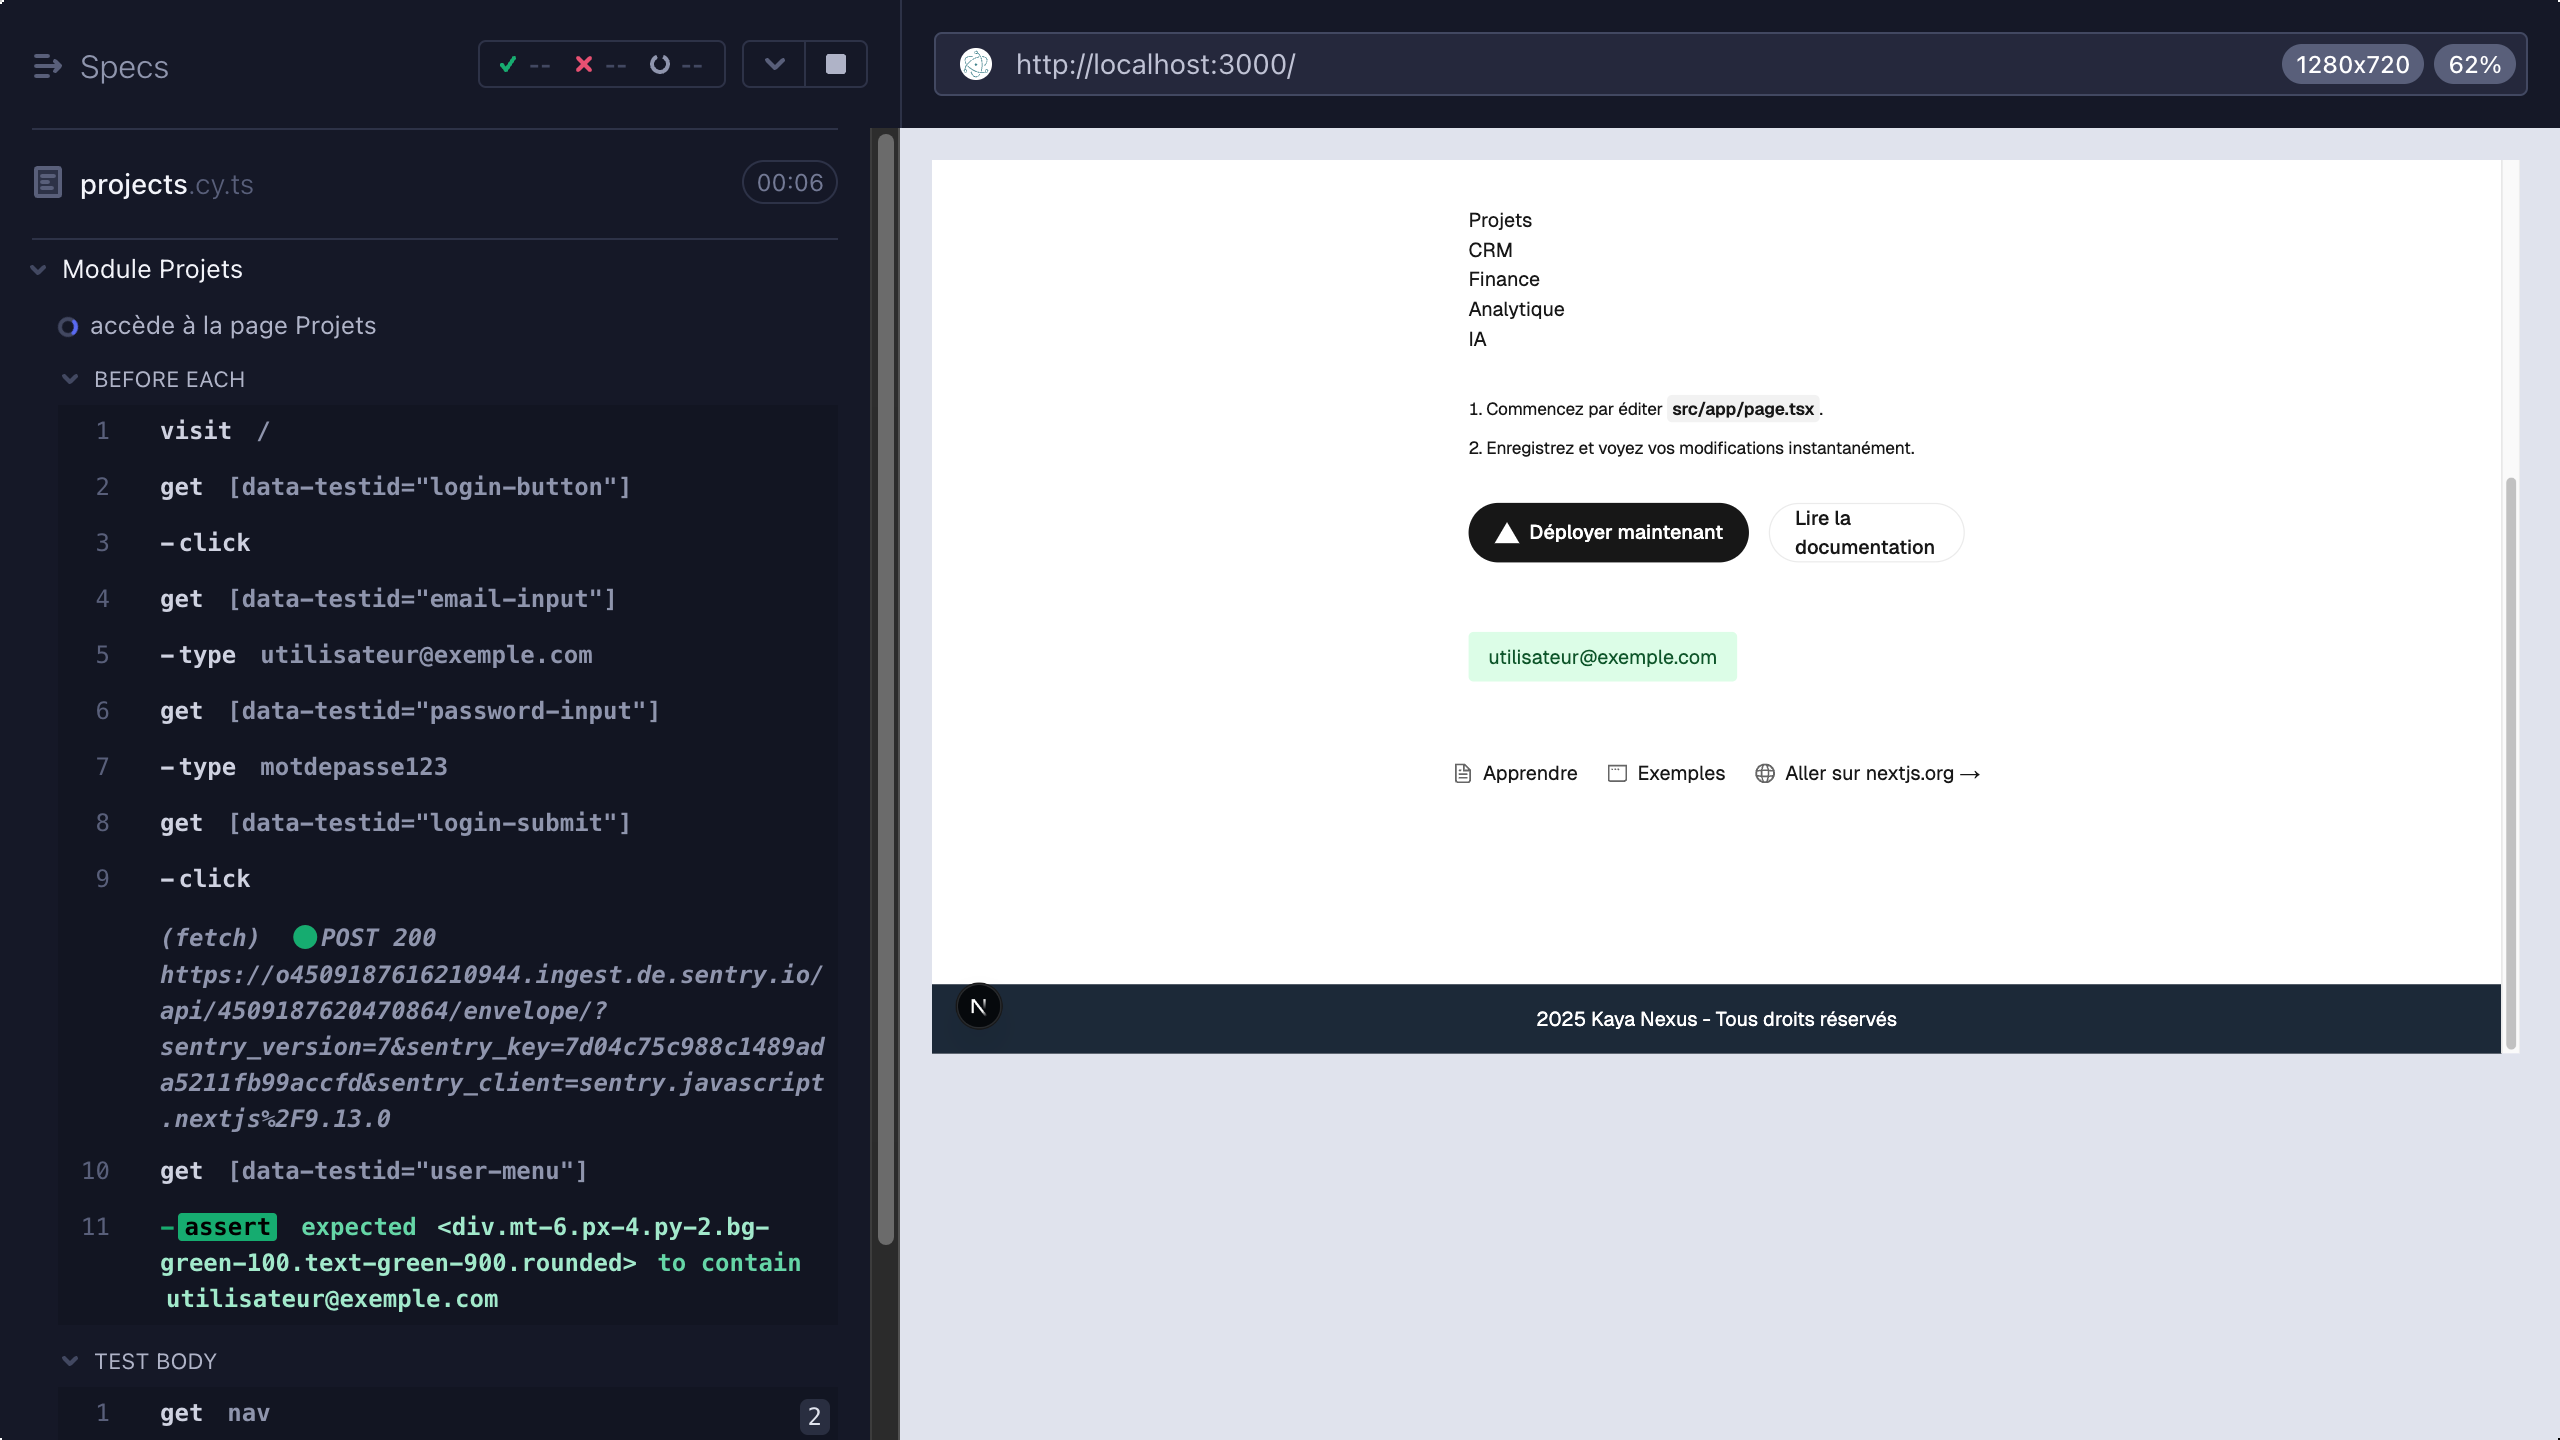 Specs
-- -- --
projects.cy.ts
00:06
Module Projets
accède à la page Projets
BEFORE EACH
1 visit /
2 get [data-testid="login-button"]
3 -click
4 get [data-testid="email-input"]
5 -type utilisateur@exemple.com
6 get [data-testid="password-input"]
7 -type motdepasse123
8 get [data-testid="login-submit"]
9 -click
(fetch) POST 200
https://o4509187616210944.ingest.de.sentry.io/
api/4509187620470864/envelope/?
sentry_version=7&sentry_key=7d04c75c988c1489ad
a5211fb99accfd&sentry_client=sentry.javascript
.nextjs%2F9.13.0
10 get [data-testid="user-menu"]
11 -assert expected <div.mt-6.px-4.py-2.bg-
green-100.text-green-900.rounded> to contain
utilisateur@exemple.com
TEST BODY
1 get nav 2
http://localhost:3000/
1280x720 62%
Projets
CRM
Finance
Analytique
IA
1. Commencez par éditer src/app/page.tsx .
2. Enregistrez et voyez vos modifications instantanément.
Déployer maintenant
Lire la
documentation
utilisateur@exemple.com
Apprendre Exemples Aller sur nextjs.org →
N
2025 Kaya Nexus - Tous droits réservés